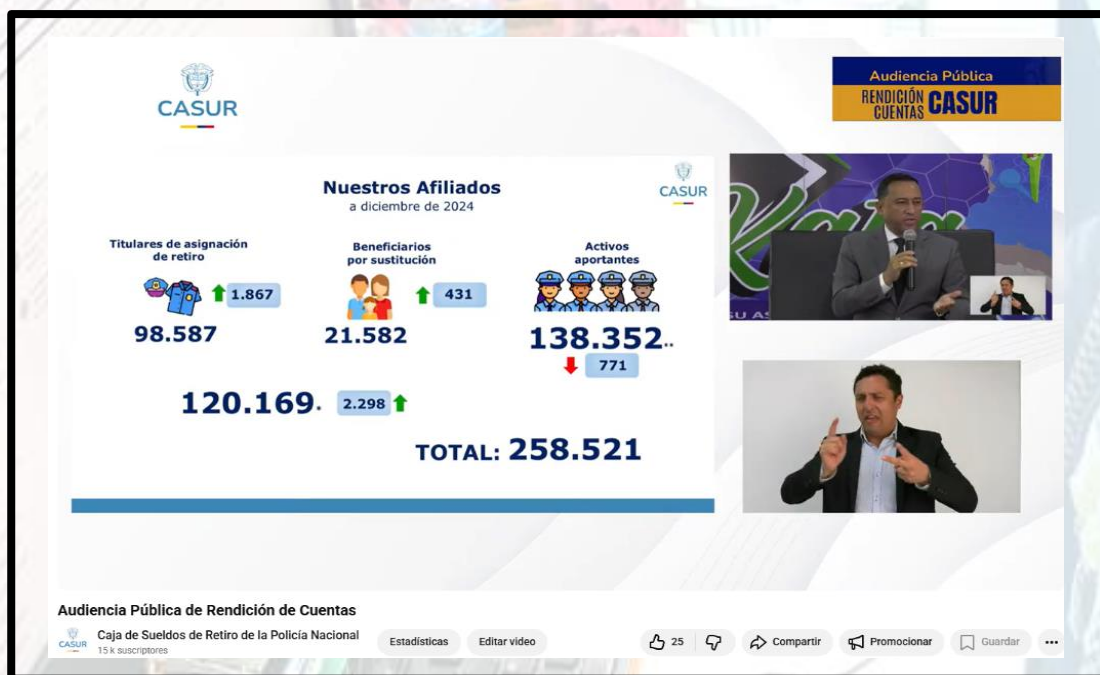 CASUR
Audiencia Pública
RENDICIÓN
CUENTAS CASUR
Nuestros Afiliados
a diciembre de 2024
CASUR
Titulares de asignación
de retiro
1.867
98.587
Beneficiarios
por sustitución
431
21.582
Activos
aportantes
138.352..
771
120.169.
2.298
TOTAL: 258.521
Audiencia Pública de Rendición de Cuentas
CASUR
Caja de Sueldos de Retiro de la Policía Nacional
15 k suscriptores
Estadísticas
Editar video
25
Compartir
Promocionar
Guardar